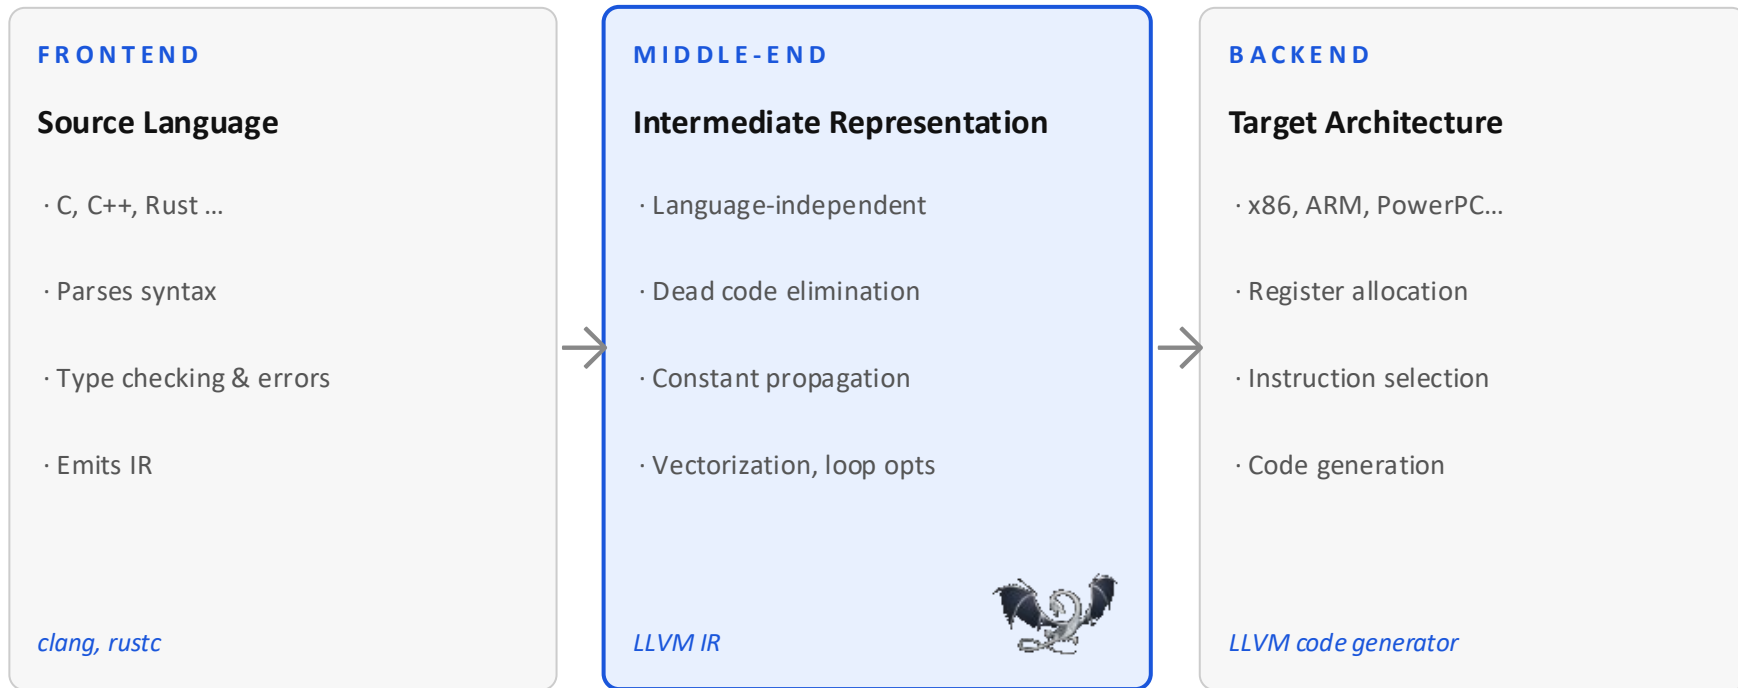 FRONTEND
Source Language
· C, C++, Rust ...
· Parses syntax
· Type checking & errors
· Emits IR
clang, rustc
MIDDLE-END
Intermediate Representation
· Language-independent
· Dead code elimination
· Constant propagation
· Vectorization, loop opts
LLVM IR
BACKEND
Target Architecture
· x86, ARM, PowerPC...
· Register allocation
· Instruction selection
· Code generation
LLVM code generator